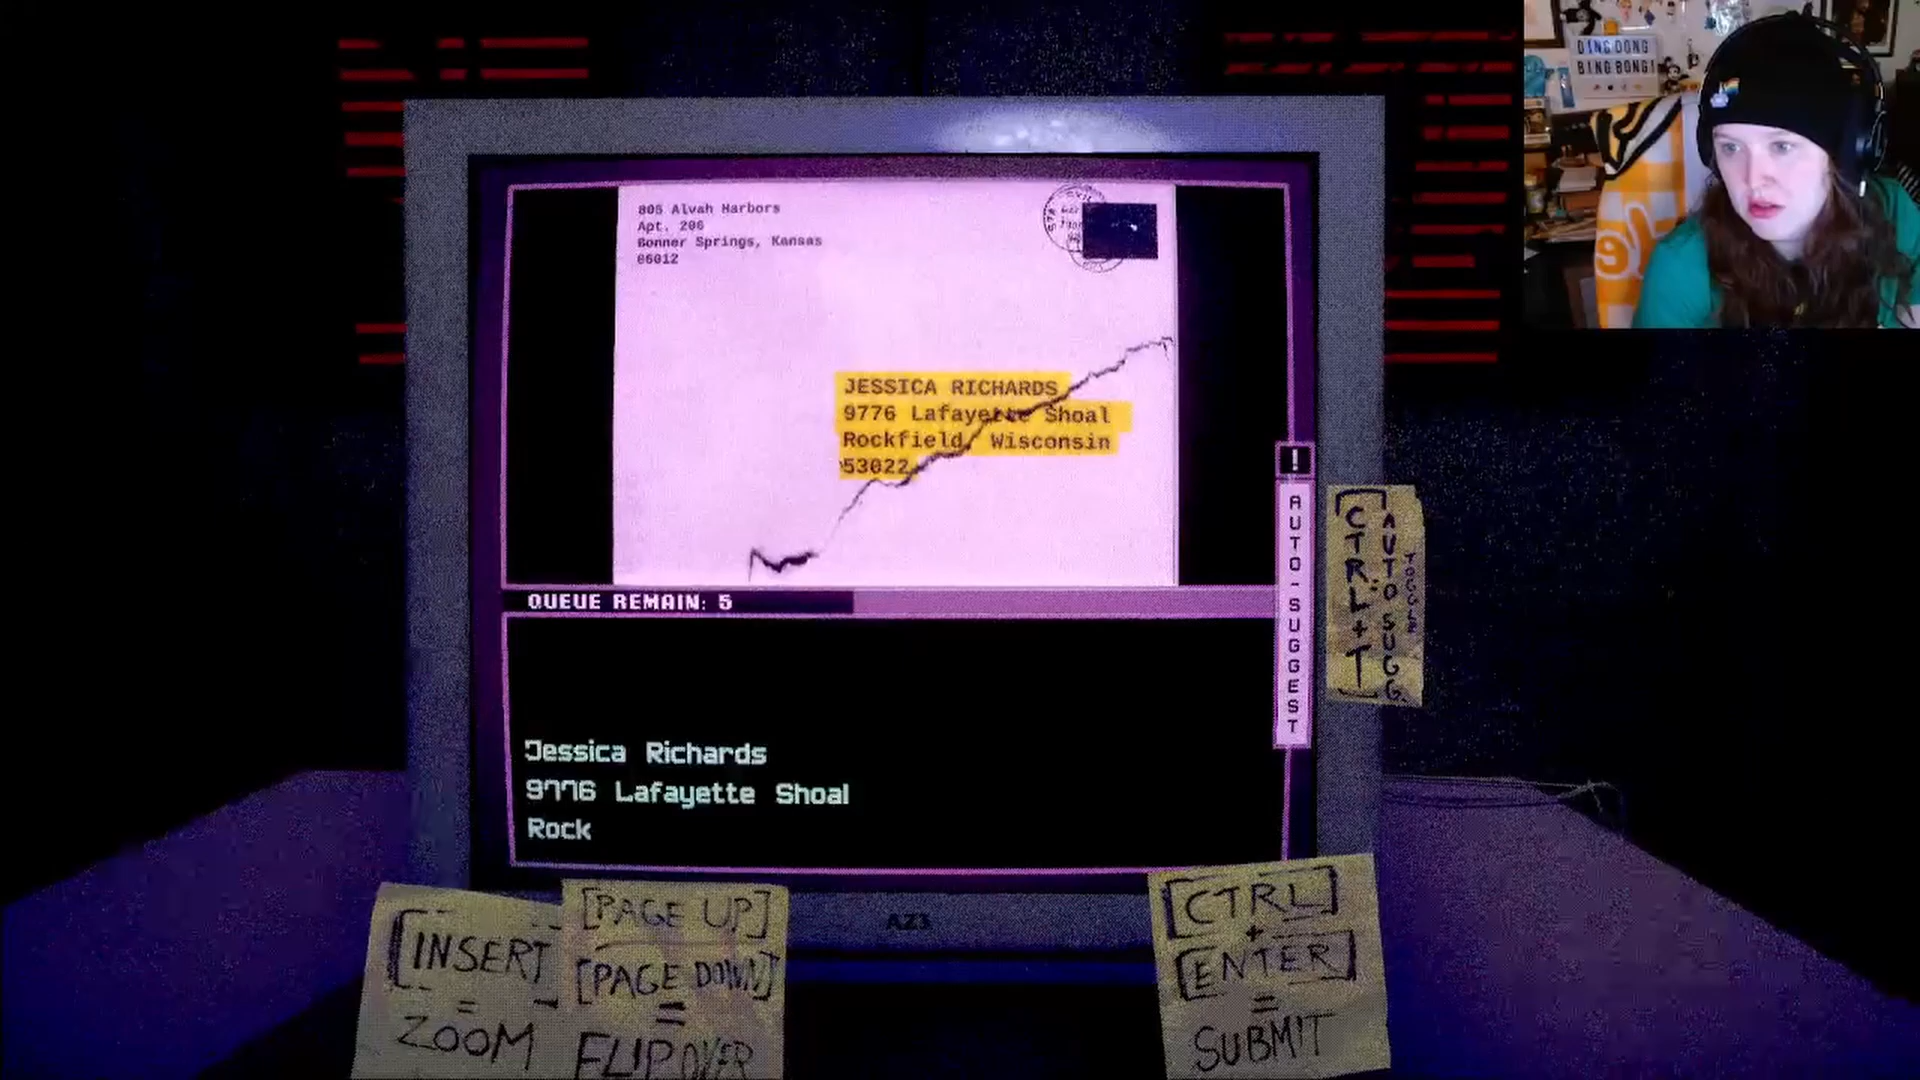 DING DONG
BING BONG!
805 Alvah Harbors
Apt. 206
Bonner Springs, Kansas
66012
JESSICA RICHARDS
9776 Lafayette Shoal
Rockfield, Wisconsin
53022
QUEUE REMAIN: 5
!
AUTO-SUGGEST
[CTRL+T]
AUTO SUGG.
TOGGLE
Jessica Richards
9776 Lafayette Shoal
Rock
AZ3
[INSERT]
=
ZOOM
[PAGE UP]
[PAGE DOWN]
=
FLIP OVER
[CTRL]
+
[ENTER]
=
SUBMIT